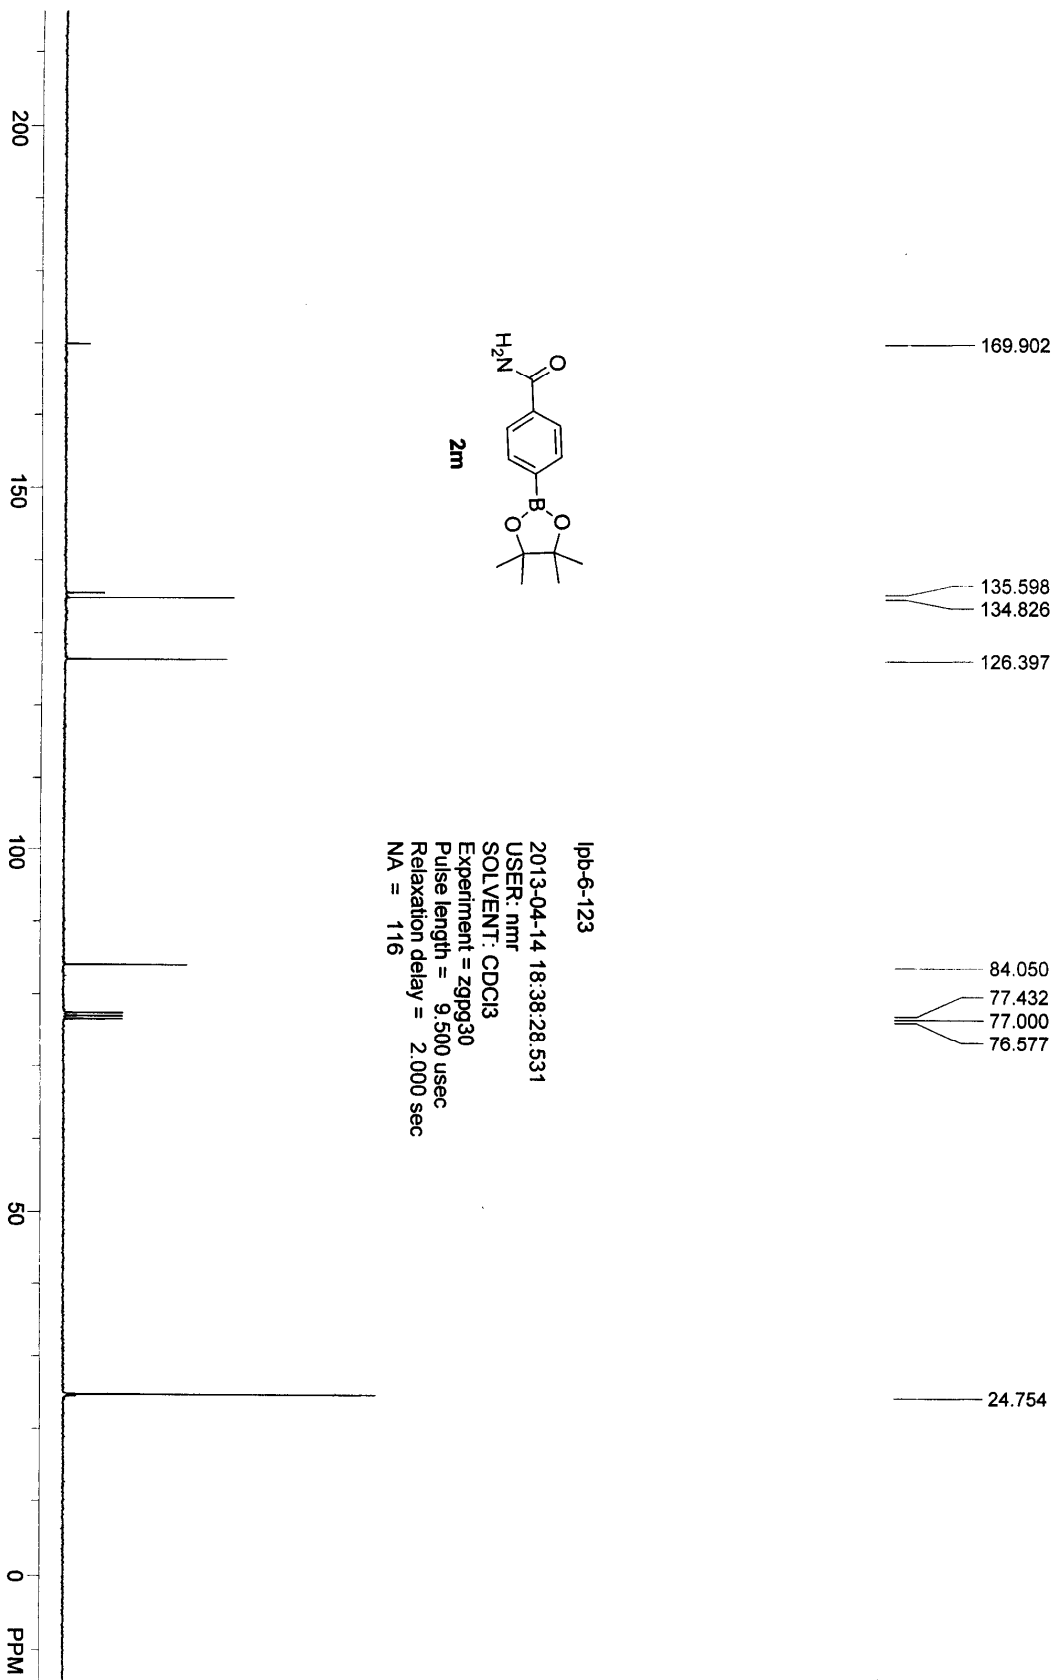 169.902
135.598
134.826
126.397
84.050
77.432
77.000
76.577
24.754
O
H2N
B
O
O
2m
lpb-6-123
2013-04-14 18:38:28.531
USER: nmr
SOLVENT: CDCl3
Experiment = zgpg30
Pulse length = 9.500 usec
Relaxation delay = 2.000 sec
NA = 116
200
150
100
50
0
PPM